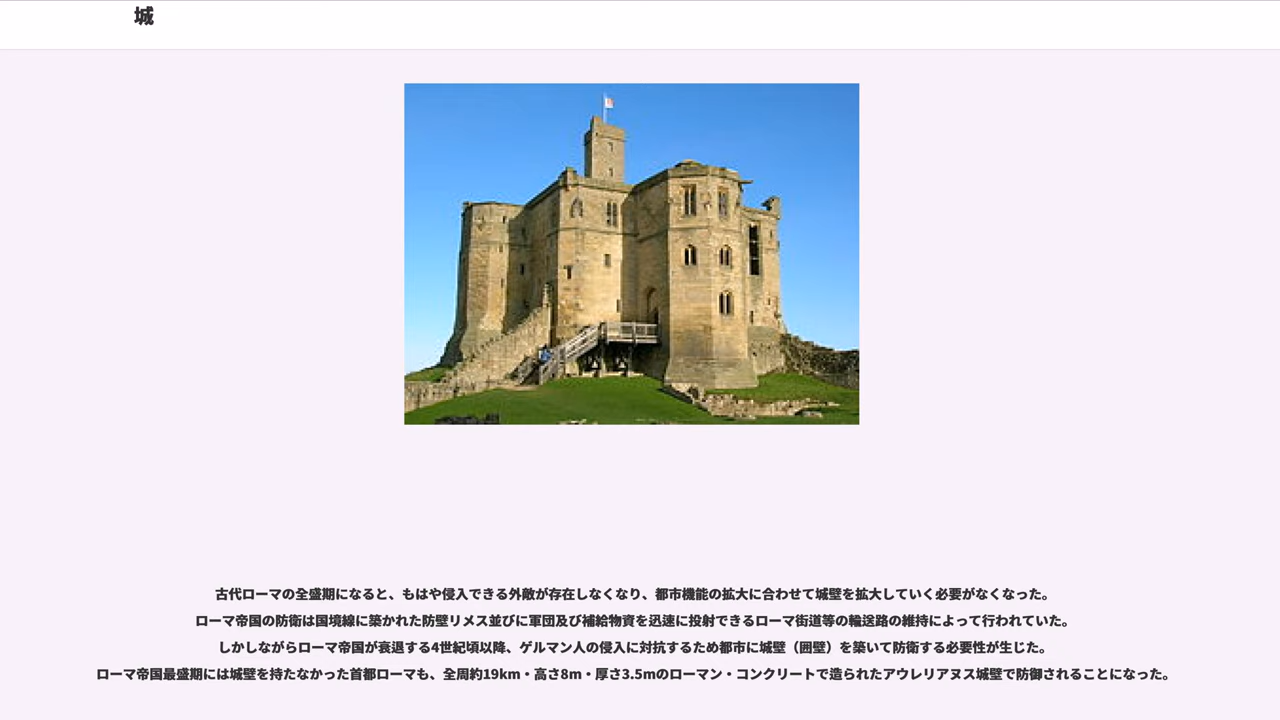 城
古代ローマの全盛期になると、もはや侵入できる外敵が存在しなくなり、都市機能の拡大に合わせて城壁を拡大していく必要がなくなった。
ローマ帝国の防衛は国境線に築かれた防壁リメス並びに軍団及び補給物資を迅速に投射できるローマ街道等の輸送路の維持によって行われていた。
しかしながらローマ帝国が衰退する4世紀頃以降、ゲルマン人の侵入に対抗するため都市に城壁（囲壁）を築いて防衛する必要性が生じた。
ローマ帝国最盛期には城壁を持たなかった首都ローマも、全周約19km・高さ8m・厚さ3.5mのローマン・コンクリートで造られたアウレリアヌス城壁で防御されることになった。